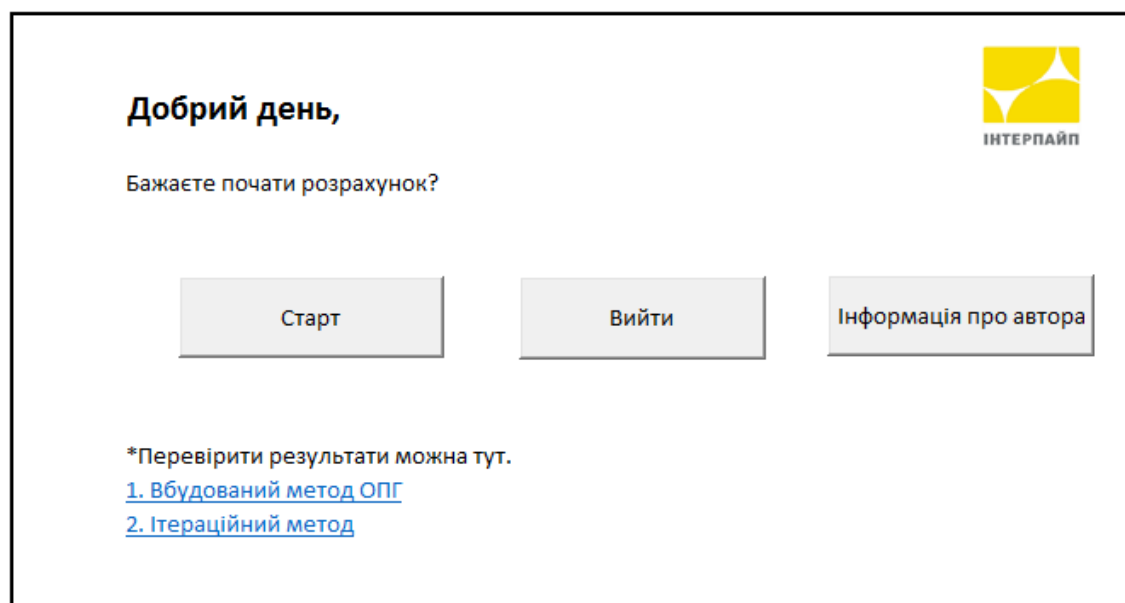 Добрий день,
ІНТЕРПАЙП
Бажаєте почати розрахунок?
Старт
Вийти
Інформація про автора
*Перевірити результати можна тут.
1. Вбудований метод ОПГ
2. Ітераційний метод